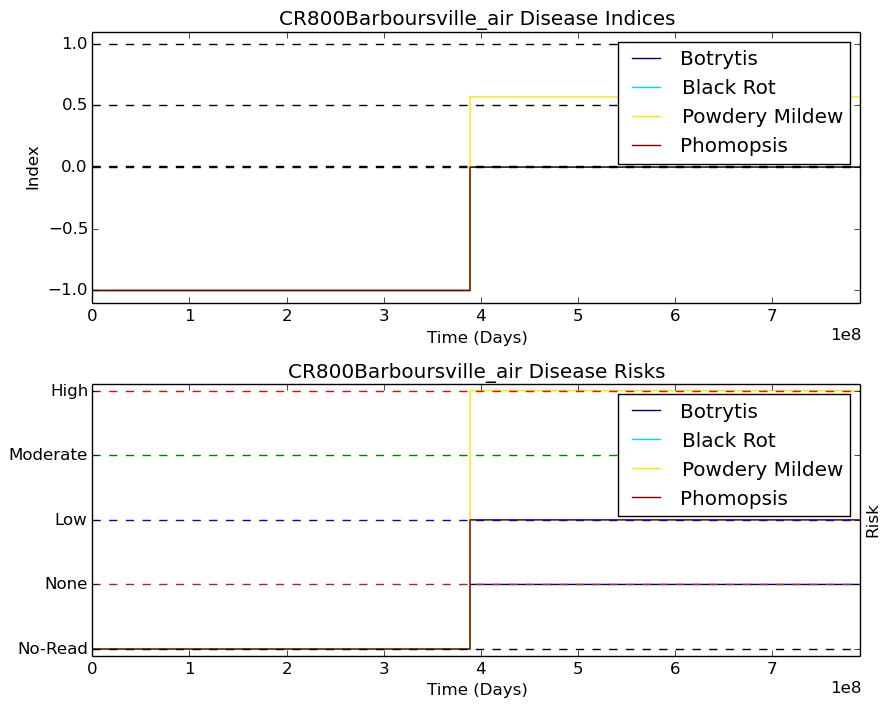 CR800Barboursville_air Disease Indices
1.0
0.5
0.0
−0.5
−1.0
Index
Botrytis
Black Rot
Powdery Mildew
Phomopsis
0 1 2 3 4 5 6 7
1e8
Time (Days)
CR800Barboursville_air Disease Risks
High
Moderate
Low
None
No-Read
Botrytis
Black Rot
Powdery Mildew
Phomopsis
Risk
0 1 2 3 4 5 6 7
1e8
Time (Days)